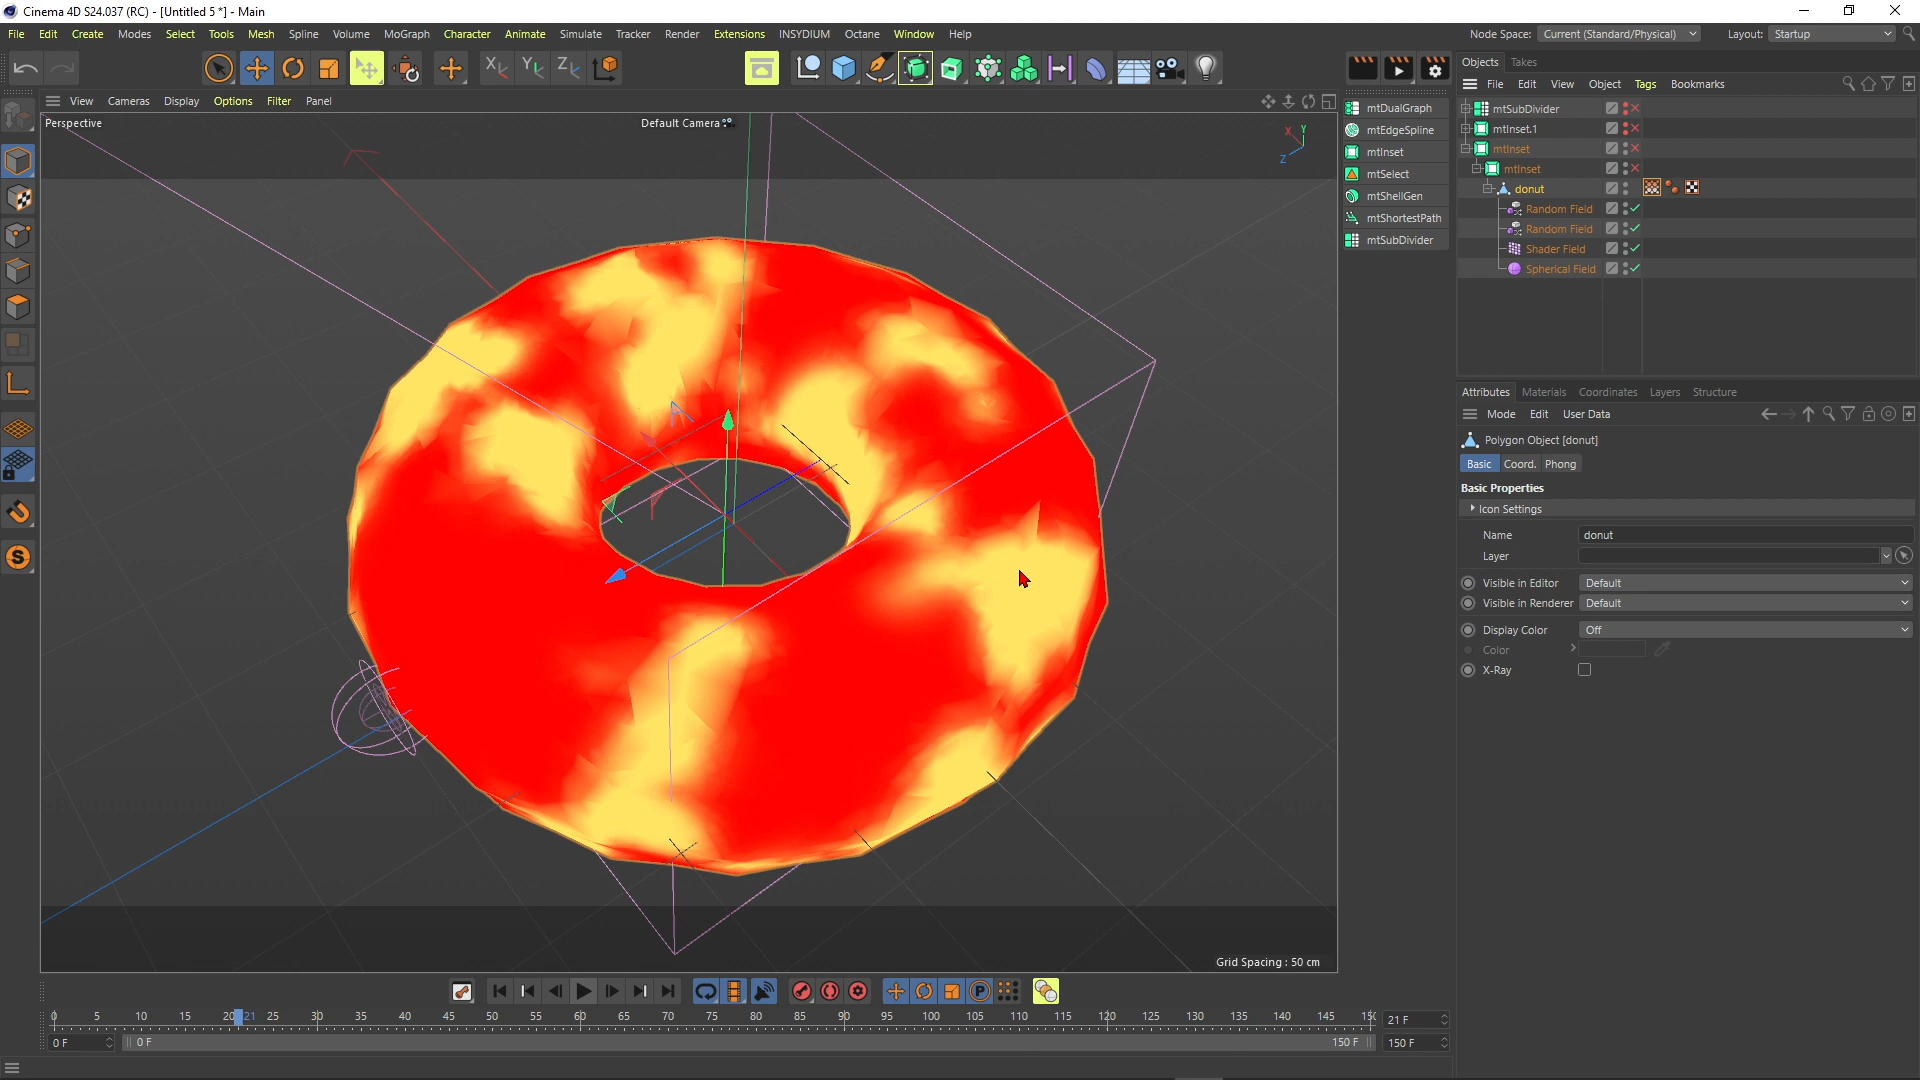 Cinema 4D S24.037 (RC) - [Untitled 5 *] - Main
File Edit Create Modes Select Tools Mesh Spline Volume MoGraph Character Animate Simulate Tracker Render Extensions INSYDIUM Octane Window Help
Node Space: Current (Standard/Physical) Layout: Startup
View Cameras Display Options Filter Panel
Perspective
Default Camera
X Y Z
mtDualGraph
mtEdgeSpline
mtInset
mtSelect
mtShellGen
mtShortestPath
mtSubDivider
Grid Spacing : 50 cm
Objects Takes
File Edit View Object Tags Bookmarks
mtSubDivider
mtInset.1
mtInset
mtInset
donut
Random Field
Random Field
Shader Field
Spherical Field
Attributes Materials Coordinates Layers Structure
Mode Edit User Data
Polygon Object [donut]
Basic Coord. Phong
Basic Properties
Icon Settings
Name donut
Layer
Visible in Editor Default
Visible in Renderer Default
Display Color Off
Color
X-Ray
0 5 10 15 20 21 25 30 35 40 45 50 55 60 65 70 75 80 85 90 95 100 105 110 115 120 125 130 135 140 145 150
21 F
0 F 0 F 150 F 150 F